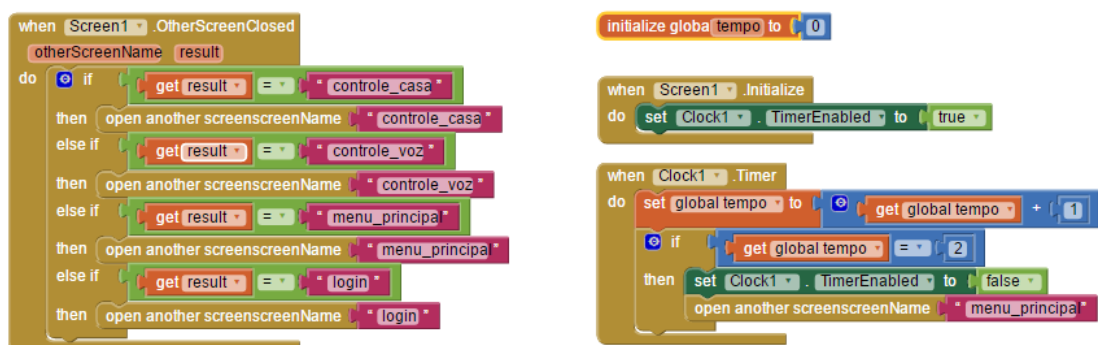 when Screen1 .OtherScreenClosed
otherScreenName result
do if get result = " controle_casa "
then open another screen screenName " controle_casa "
else if get result = " controle_voz "
then open another screen screenName " controle_voz "
else if get result = " menu_principal "
then open another screen screenName " menu_principal "
else if get result = " login "
then open another screen screenName " login "
initialize global tempo to 0
when Screen1 .Initialize
do set Clock1 . TimerEnabled to true
when Clock1 .Timer
do set global tempo to get global tempo + 1
if get global tempo = 2
then set Clock1 . TimerEnabled to false
open another screen screenName " menu_principal "